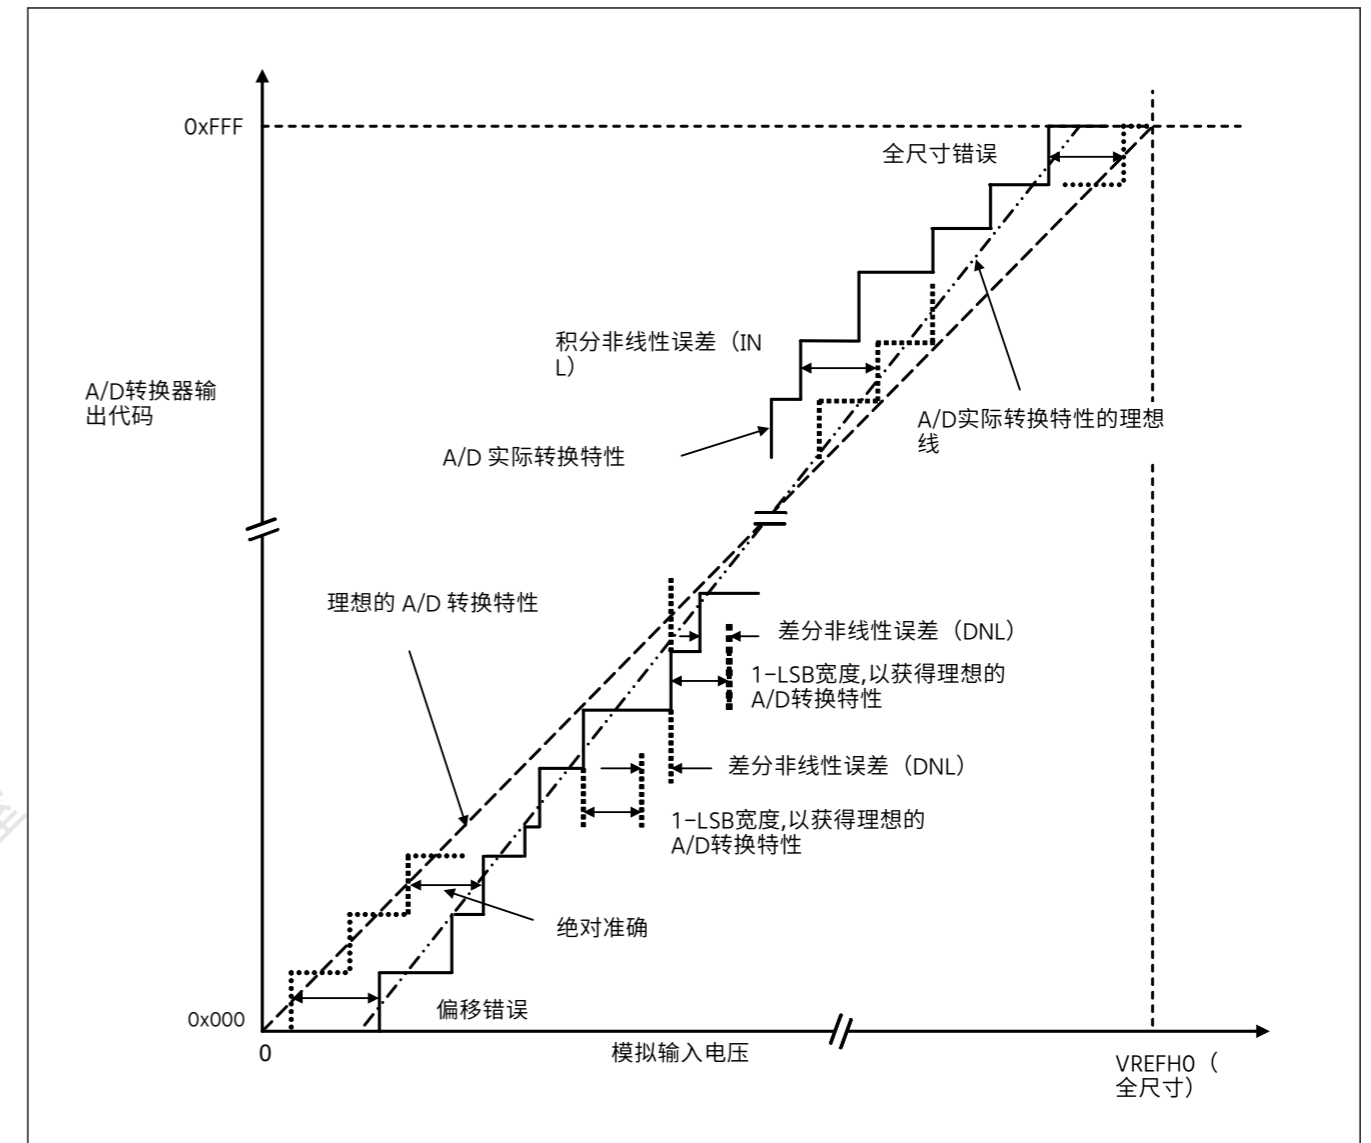 0xFFF
全尺寸错误
积分非线性误差（IN
L）
A/D转换器输
出代码
A/D实际转换特性的理想
线
A/D 实际转换特性
理想的 A/D 转换特性
差分非线性误差（DNL）
1-LSB宽度,以获得理想的
A/D转换特性
差分非线性误差（DNL）
1-LSB宽度,以获得理想的
A/D转换特性
绝对准确
偏移错误
0x000
0
模拟输入电压
VREFH0（
全尺寸）